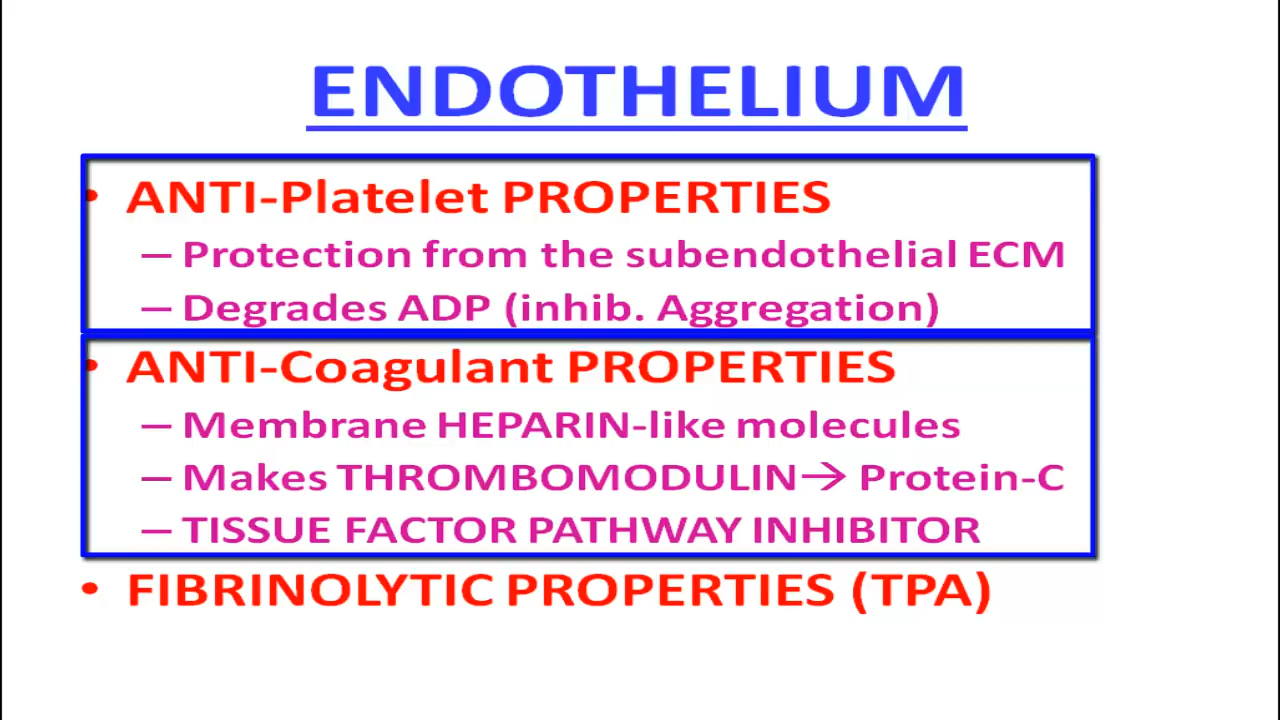 ENDOTHELIUM
• ANTI-Platelet PROPERTIES
– Protection from the subendothelial ECM
– Degrades ADP (inhib. Aggregation)
• ANTI-Coagulant PROPERTIES
– Membrane HEPARIN-like molecules
– Makes THROMBOMODULIN→ Protein-C
– TISSUE FACTOR PATHWAY INHIBITOR
• FIBRINOLYTIC PROPERTIES (TPA)